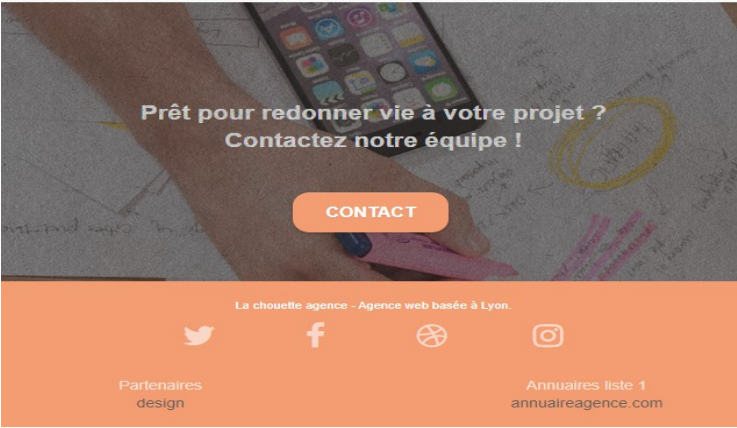 Prêt pour redonner vie à votre projet ?
Contactez notre équipe !
CONTACT
La chouette agence - Agence web basée à Lyon.
Partenaires
Annuaires liste 1
design
annuaireagence.com